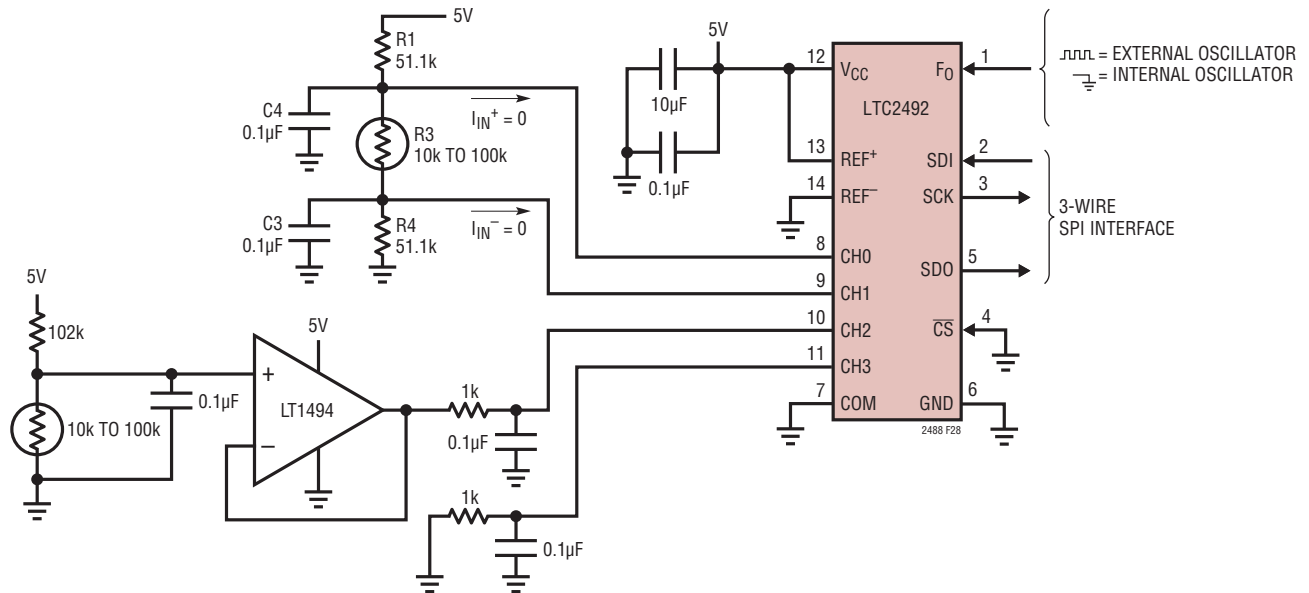 5V
R1
51.1k
C4
0.1µF
I_IN⁺ = 0
R3
10k TO 100k
C3
0.1µF
R4
51.1k
I_IN⁻ = 0
5V
10µF
0.1µF
12
V_CC
13
REF⁺
14
REF⁻
8
CH0
9
CH1
10
CH2
11
CH3
7
COM
LTC2492
1
F_O
2
SDI
3
SCK
5
SDO
4
C̅S̅
6
GND
2488 F28
= EXTERNAL OSCILLATOR
= INTERNAL OSCILLATOR
3-WIRE
SPI INTERFACE
5V
102k
10k TO 100k
0.1µF
5V
+
–
LT1494
1k
0.1µF
1k
0.1µF